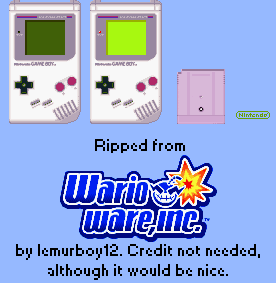 Nintendo GAME BOY Nintendo GAME BOY
Nintendo
Ripped from
Wario
ware,inc.™
by lemurboy12. Credit not needed,
although it would be nice.